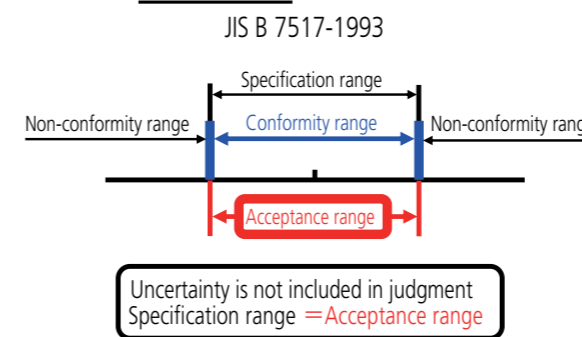 JIS B 7517-1993
Specification range
Non-conformity range
Conformity range
Non-conformity rang
Acceptance range
Uncertainty is not included in judgment
Specification range =Acceptance range